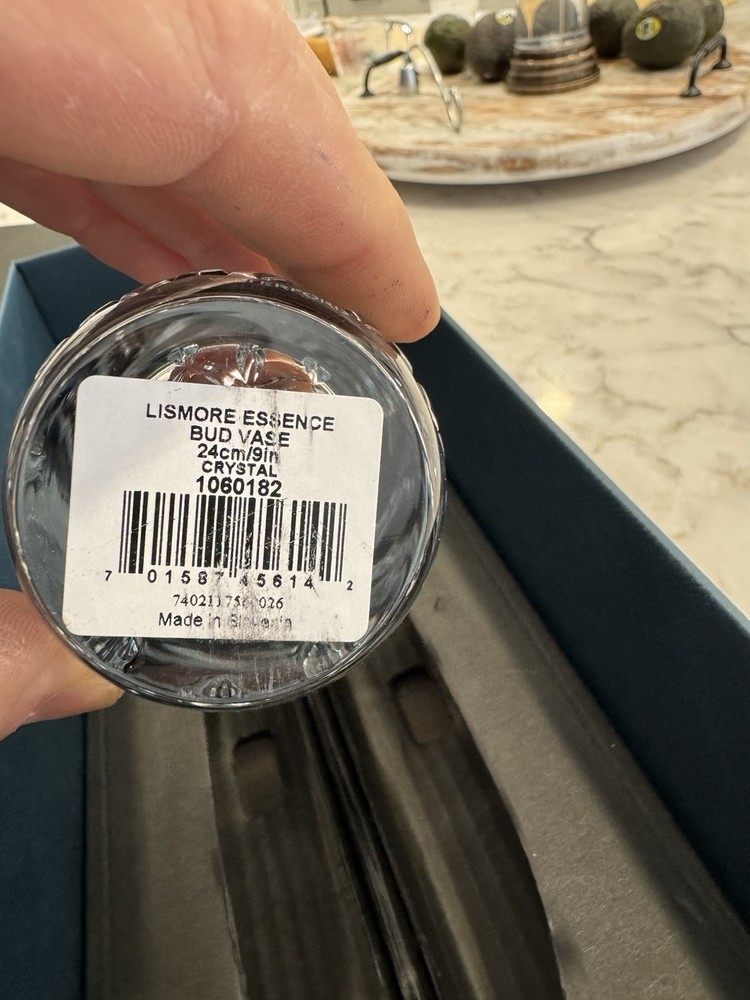 LISMORE ESSENCE
BUD VASE
24cm/9in
CRYSTAL
1060182
7 01587 45614 2
Made in